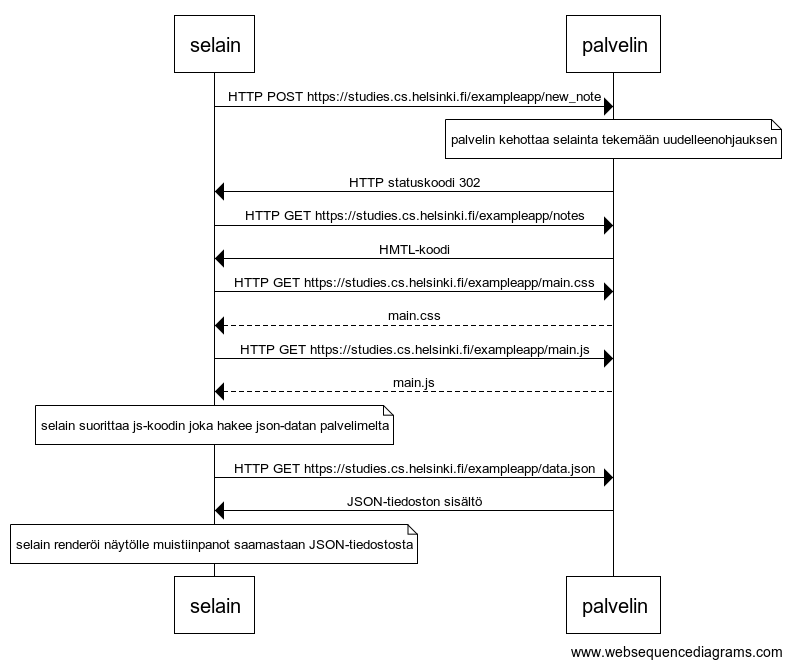 selain palvelin
HTTP POST https://studies.cs.helsinki.fi/exampleapp/new_note
palvelin kehottaa selainta tekemään uudelleenohjauksen
HTTP statuskoodi 302
HTTP GET https://studies.cs.helsinki.fi/exampleapp/notes
HMTL-koodi
HTTP GET https://studies.cs.helsinki.fi/exampleapp/main.css
main.css
HTTP GET https://studies.cs.helsinki.fi/exampleapp/main.js
main.js
selain suorittaa js-koodin joka hakee json-datan palvelimelta
HTTP GET https://studies.cs.helsinki.fi/exampleapp/data.json
JSON-tiedoston sisältö
selain renderöi näytölle muistiinpanot saamastaan JSON-tiedostosta
selain palvelin
www.websequencediagrams.com